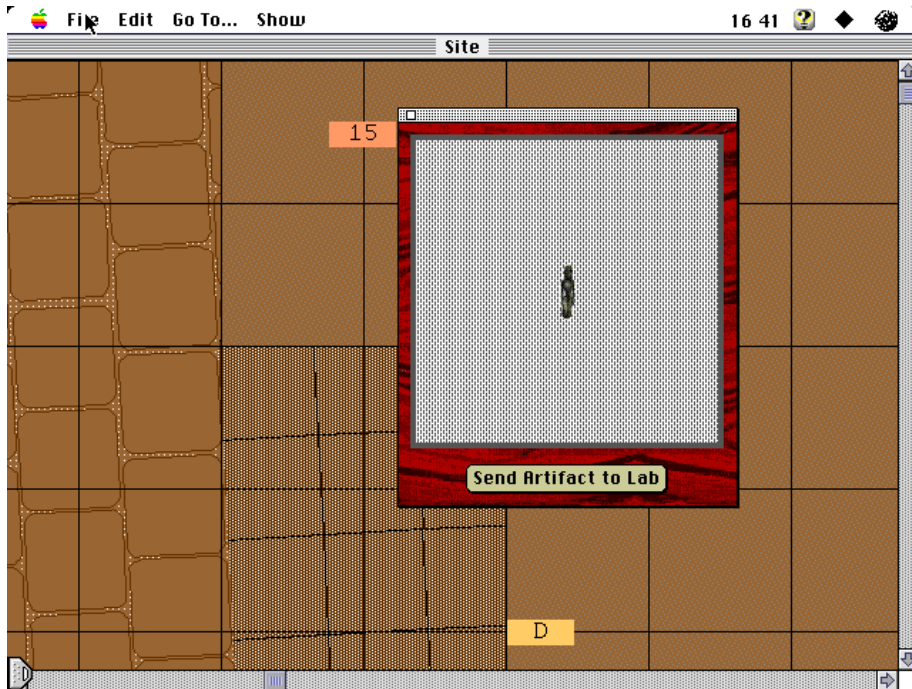 File Edit Go To... Show 16 41
Site
15
Send Artifact to Lab
D
D